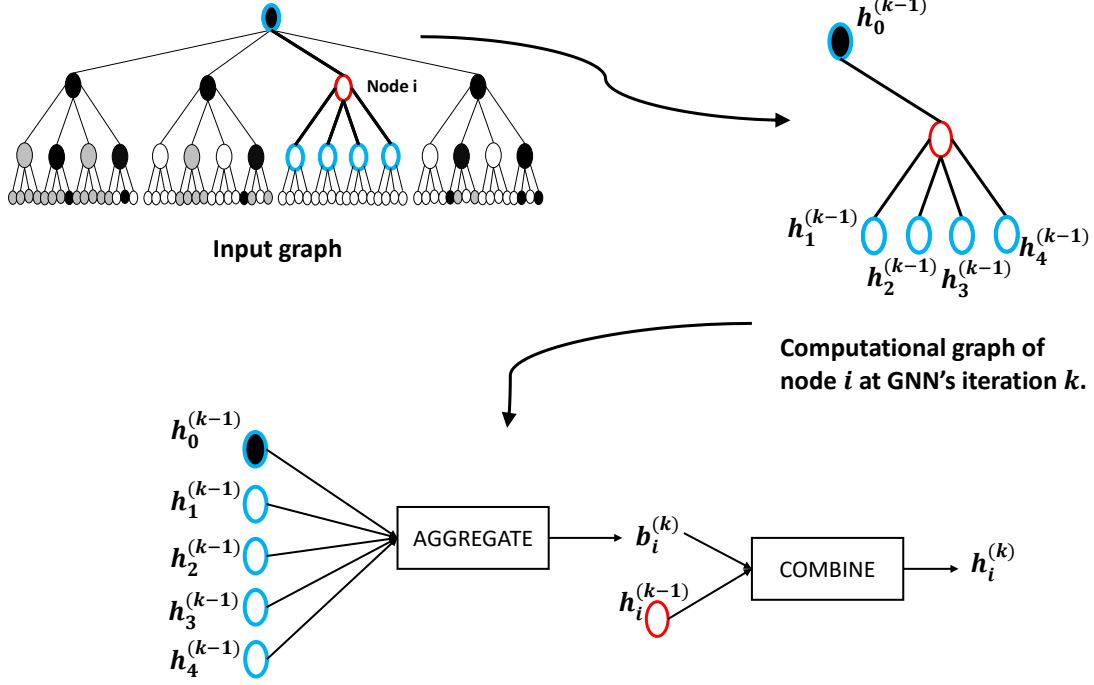 h_0^{(k-1)}
Node i
Input graph
h_1^{(k-1)}
h_2^{(k-1)}
h_3^{(k-1)}
h_4^{(k-1)}
Computational graph of
node i at GNN's iteration k.
h_0^{(k-1)}
h_1^{(k-1)}
h_2^{(k-1)}
h_3^{(k-1)}
h_4^{(k-1)}
AGGREGATE
b_i^{(k)}
h_i^{(k-1)}
COMBINE
h_i^{(k)}